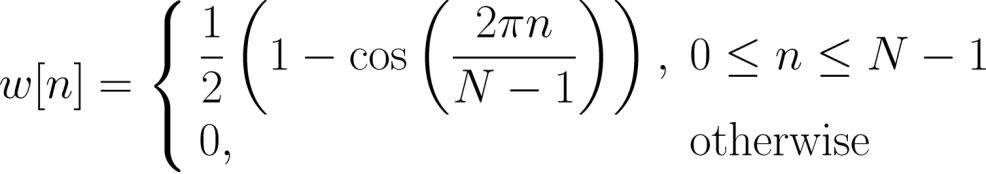 w[n] = { 1/2 (1 − cos (2πn / N − 1)), 0 ≤ n ≤ N − 1
0, otherwise